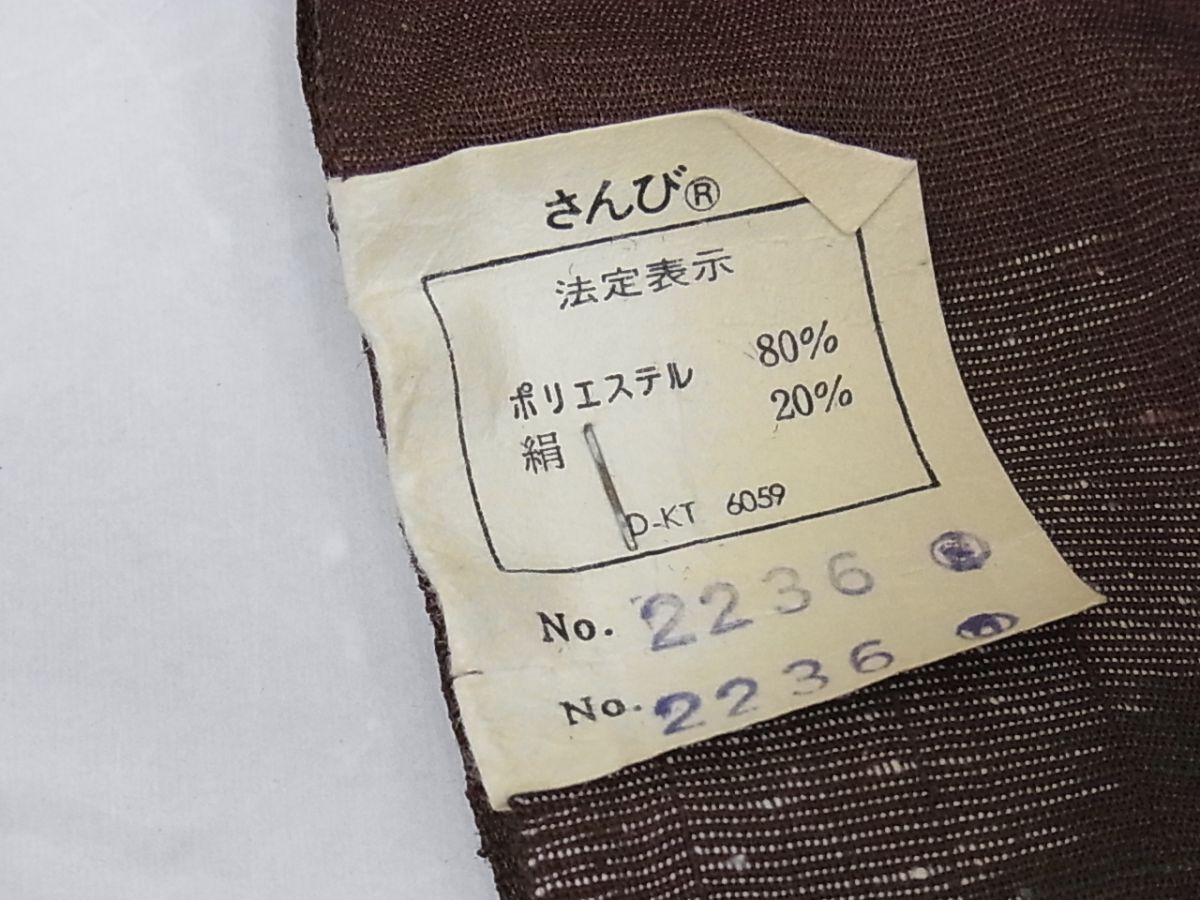 さんび®
法定表示
ポリエステル 80%
絹 20%
D-KT 6059
No. 2236
No. 2236